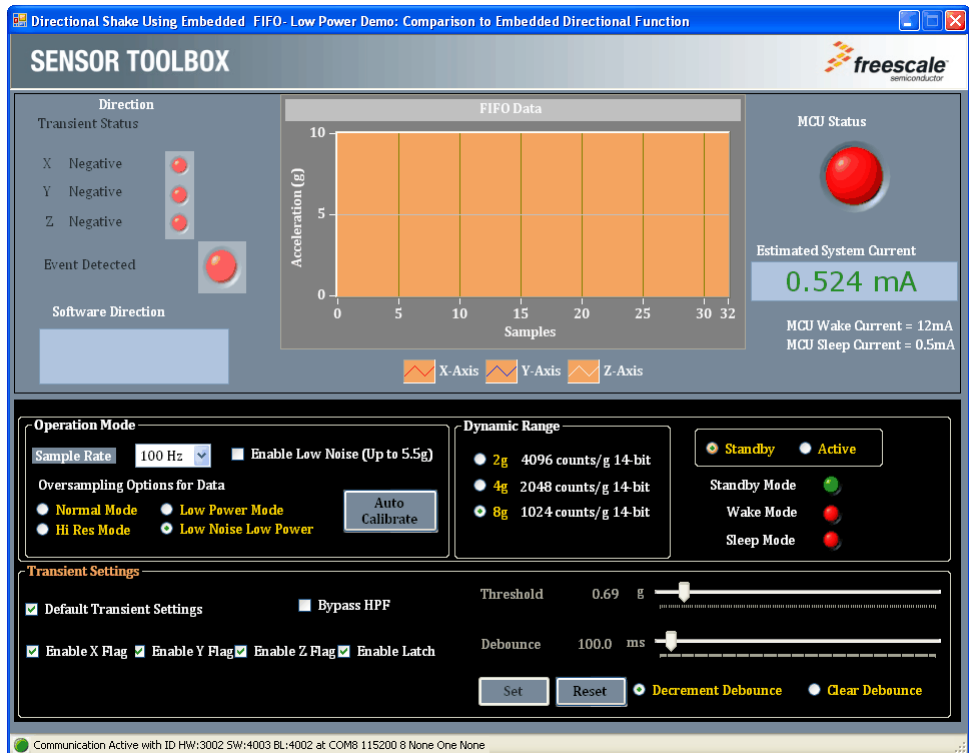 Directional Shake Using Embedded FIFO- Low Power Demo: Comparison to Embedded Directional Function
SENSOR TOOLBOX
freescale
semiconductor
Direction
Transient Status
X Negative
Y Negative
Z Negative
Event Detected
Software Direction
FIFO Data
Acceleration (g)
10
5
0
0 5 10 15 20 25 30 32
Samples
X-Axis Y-Axis Z-Axis
MCU Status
Estimated System Current
0.524 mA
MCU Wake Current = 12mA
MCU Sleep Current = 0.5mA
Operation Mode
Sample Rate 100 Hz Enable Low Noise (Up to 5.5g)
Oversampling Options for Data
Normal Mode Low Power Mode
Hi Res Mode Low Noise Low Power
Auto
Calibrate
Dynamic Range
2g 4096 counts/g 14-bit
4g 2048 counts/g 14-bit
8g 1024 counts/g 14-bit
Standby Active
Standby Mode
Wake Mode
Sleep Mode
Transient Settings
Default Transient Settings Bypass HPF
Enable X Flag Enable Y Flag Enable Z Flag Enable Latch
Threshold 0.69 g
Debounce 100.0 ms
Set Reset Decrement Debounce Clear Debounce
Communication Active with ID HW:3002 SW:4003 BL:4002 at COM8 115200 8 None One None